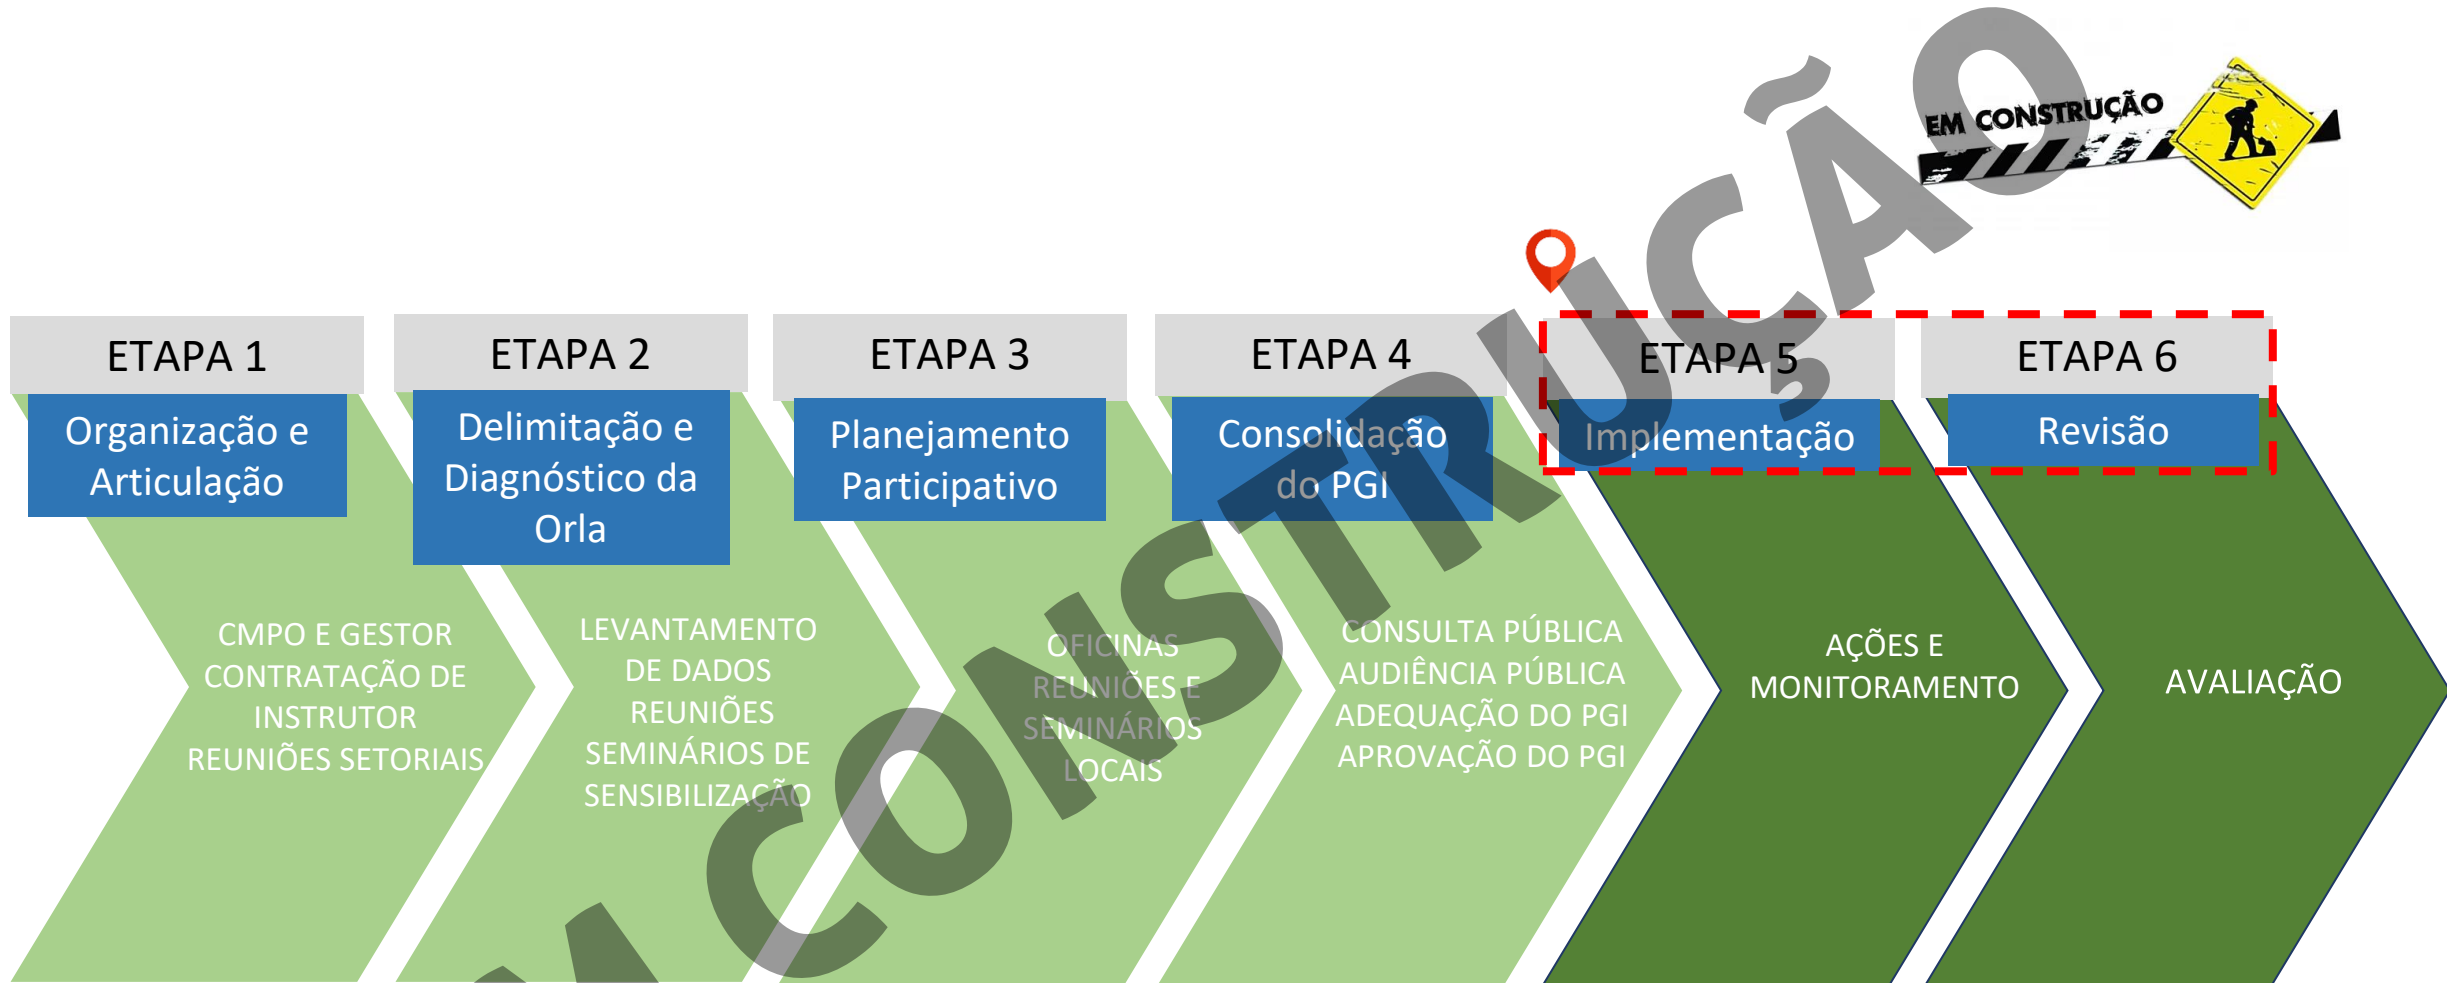 EM CONSTRUÇÃO
ETAPA 1
Organização e
Articulação
CMPO E GESTOR
CONTRATAÇÃO DE
INSTRUTOR
REUNIÕES SETORIAIS
ETAPA 2
Delimitação e
Diagnóstico da
Orla
LEVANTAMENTO
DE DADOS
REUNIÕES
SEMINÁRIOS DE
SENSIBILIZAÇÃO
ETAPA 3
Planejamento
Participativo
OFICINAS
REUNIÕES E
SEMINÁRIOS
LOCAIS
ETAPA 4
Consolidação
do PGI
CONSULTA PÚBLICA
AUDIÊNCIA PÚBLICA
ADEQUAÇÃO DO PGI
APROVAÇÃO DO PGI
ETAPA 5
Implementação
AÇÕES E
MONITORAMENTO
ETAPA 6
Revisão
AVALIAÇÃO
M CONSTRUÇÃO